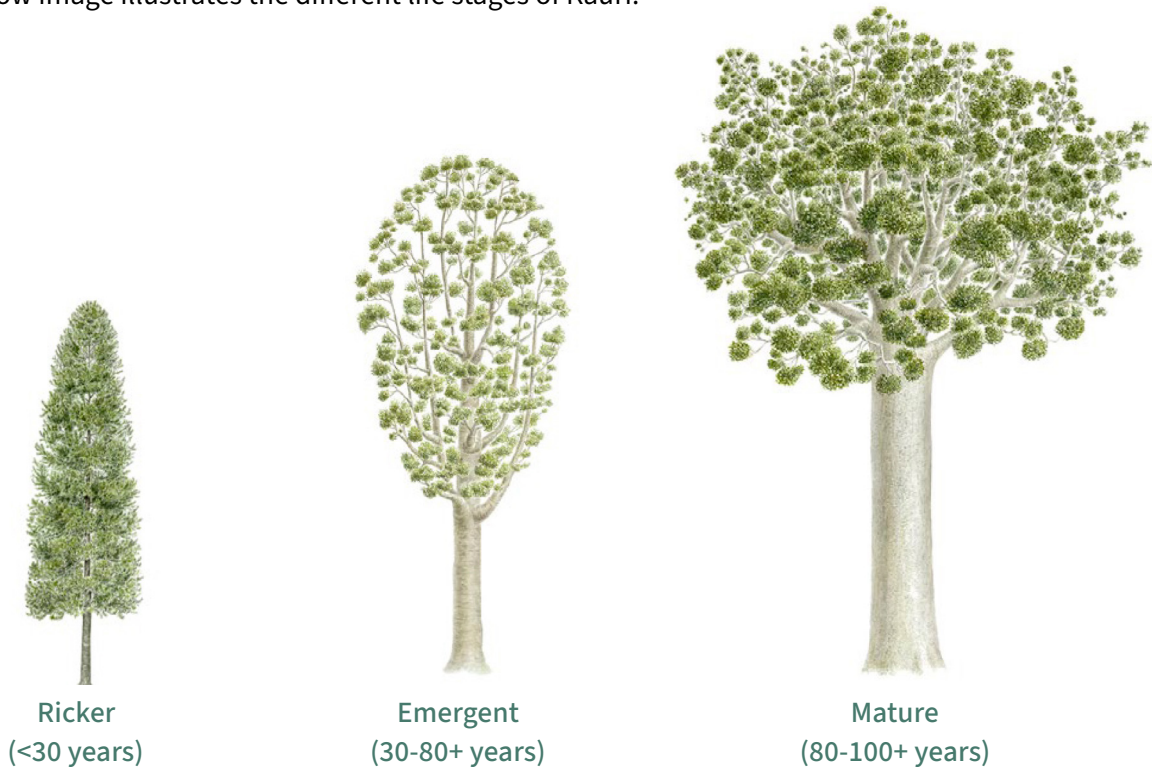 image illustrates the different life stages of Kauri.
Ricker
(<30 years)
Emergent
(30-80+ years)
Mature
(80-100+ years)